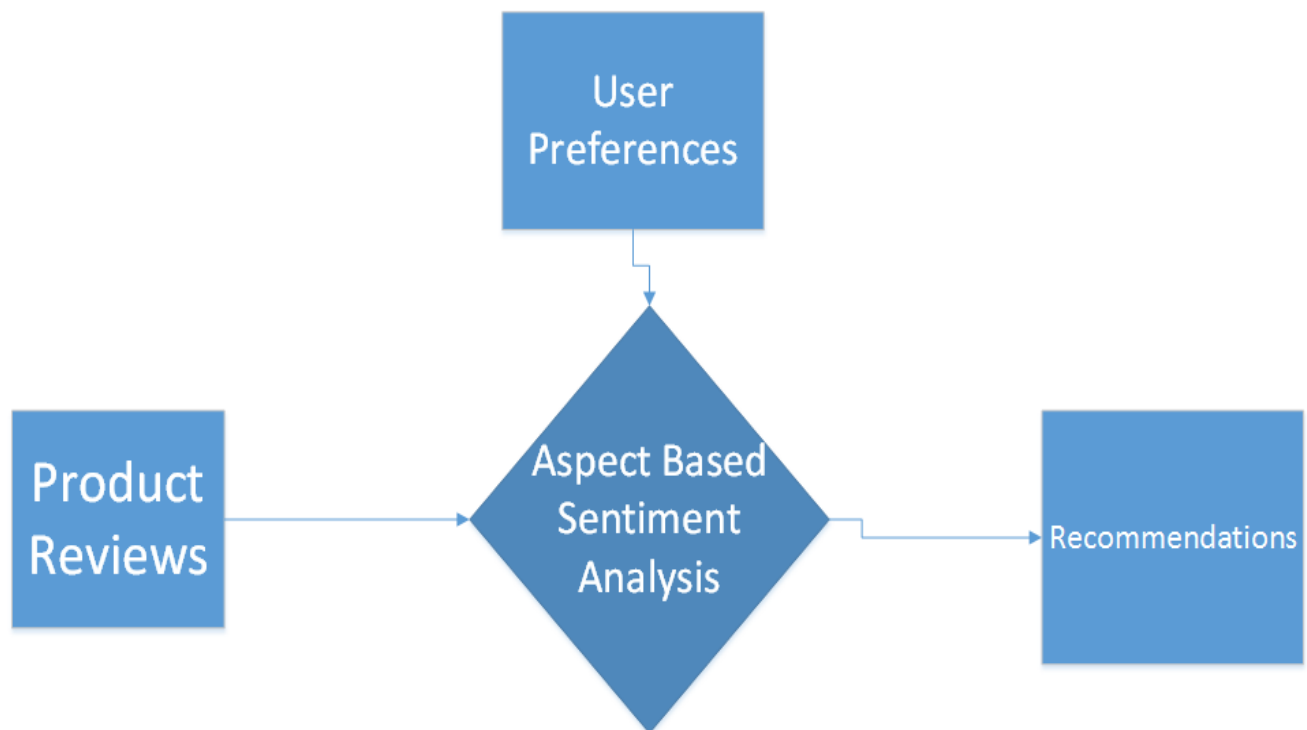 User
Preferences
Product
Reviews
Aspect Based
Sentiment
Analysis
Recommendations